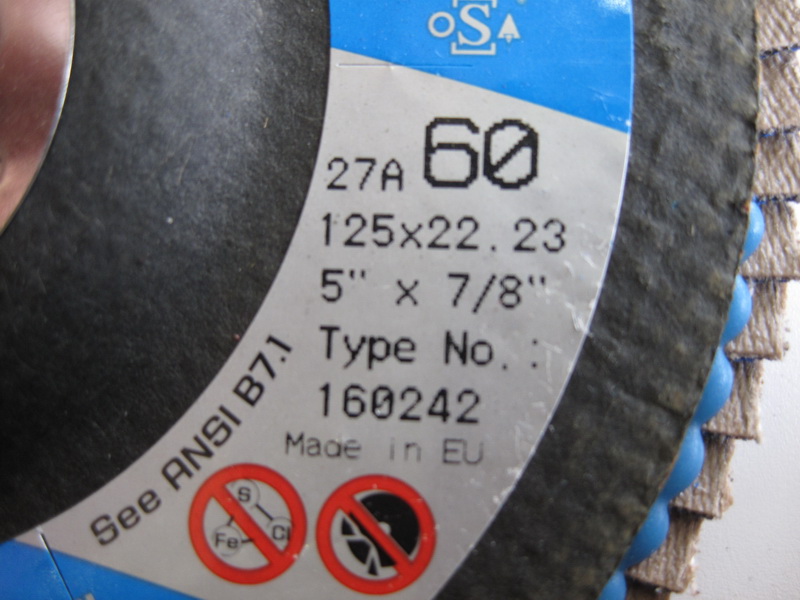 oSA
27A 60
125x22.23
5" x 7/8"
Type No.:
160242
Made in EU
See ANSI B7.1
S
Fe Cl